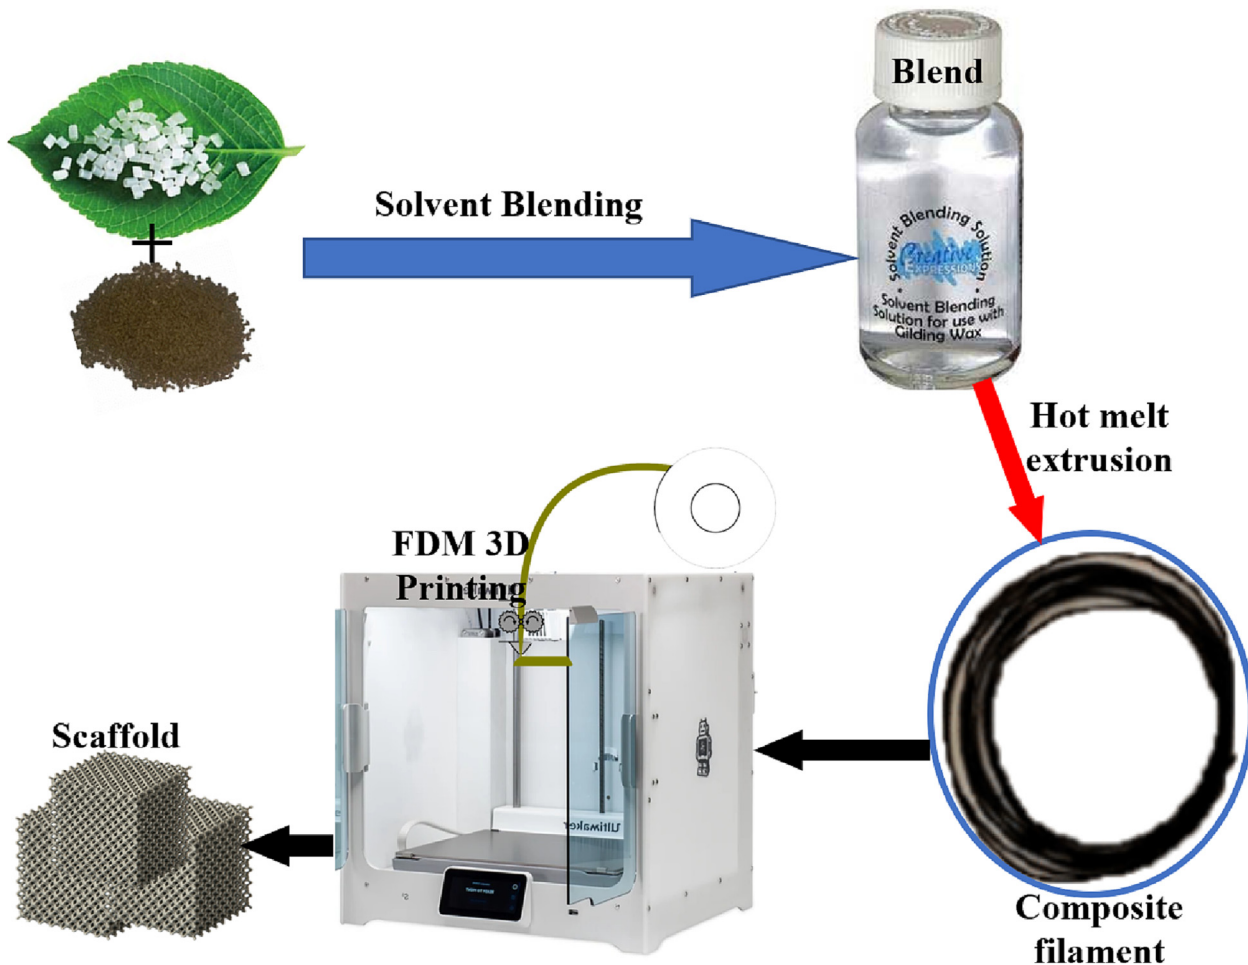 Blend
Solvent Blending
Solvent Blending Solution
Creative
EXPRESSIONS
Solvent Blending
Solution for use with
Gilding Wax
Hot melt
extrusion
FDM 3D
Printing
Ultimaker
Scaffold
Composite
filament